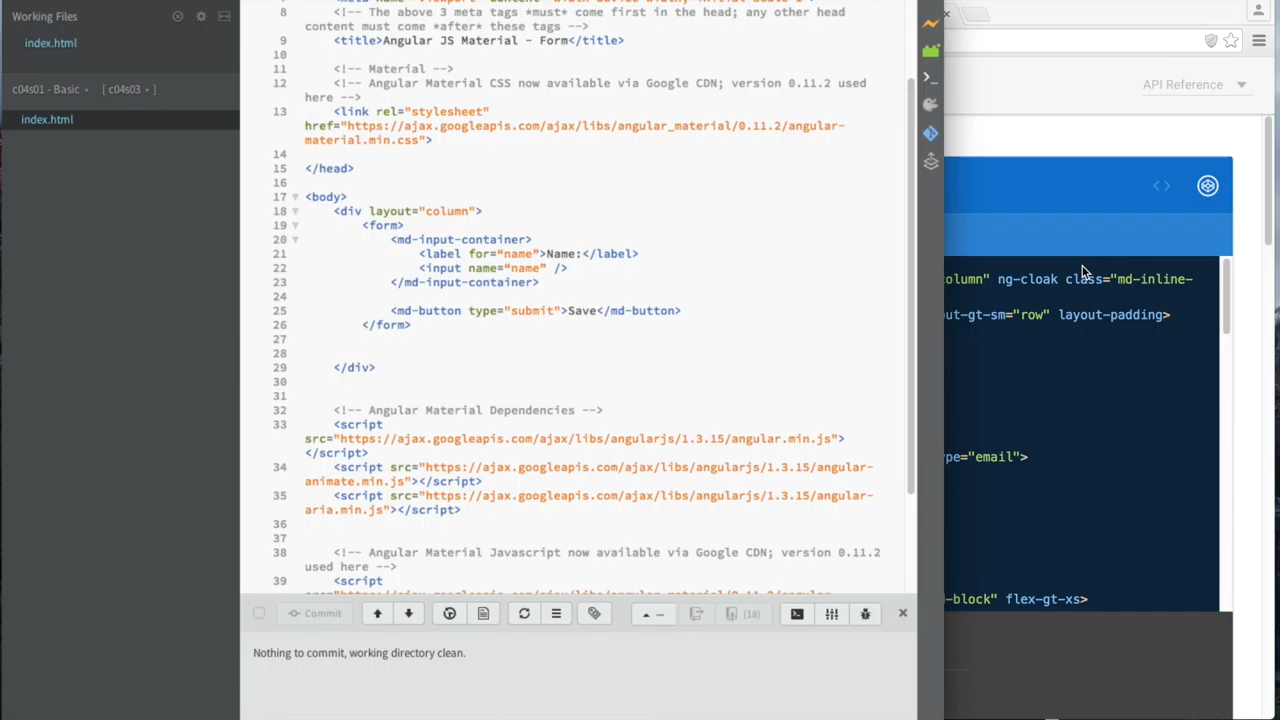 Working Files
index.html
c04s01 - Basic
[ c04s03 ]
index.html
8 <!-- The above 3 meta tags *must* come first in the head; any other head
content must come *after* these tags -->
9 <title>Angular JS Material - Form</title>
10
11 <!-- Material -->
12 <!-- Angular Material CSS now available via Google CDN; version 0.11.2 used
here -->
13 <link rel="stylesheet"
href="https://ajax.googleapis.com/ajax/libs/angular_material/0.11.2/angular-
material.min.css">
14
15 </head>
16
17 <body>
18 <div layout="column">
19 <form>
20 <md-input-container>
21 <label for="name">Name:</label>
22 <input name="name" />
23 </md-input-container>
24
25 <md-button type="submit">Save</md-button>
26 </form>
27
28
29 </div>
30
31
32 <!-- Angular Material Dependencies -->
33 <script
src="https://ajax.googleapis.com/ajax/libs/angularjs/1.3.15/angular.min.js">
</script>
34 <script src="https://ajax.googleapis.com/ajax/libs/angularjs/1.3.15/angular-
animate.min.js"></script>
35 <script src="https://ajax.googleapis.com/ajax/libs/angularjs/1.3.15/angular-
aria.min.js"></script>
36
37
38 <!-- Angular Material Javascript now available via Google CDN; version 0.11.2
used here -->
39 <script
Commit
(18)
Nothing to commit, working directory clean.
API Reference
olumn" ng-cloak class="md-inline-
ut-gt-sm="row" layout-padding>
pe="email">
-block" flex-gt-xs>